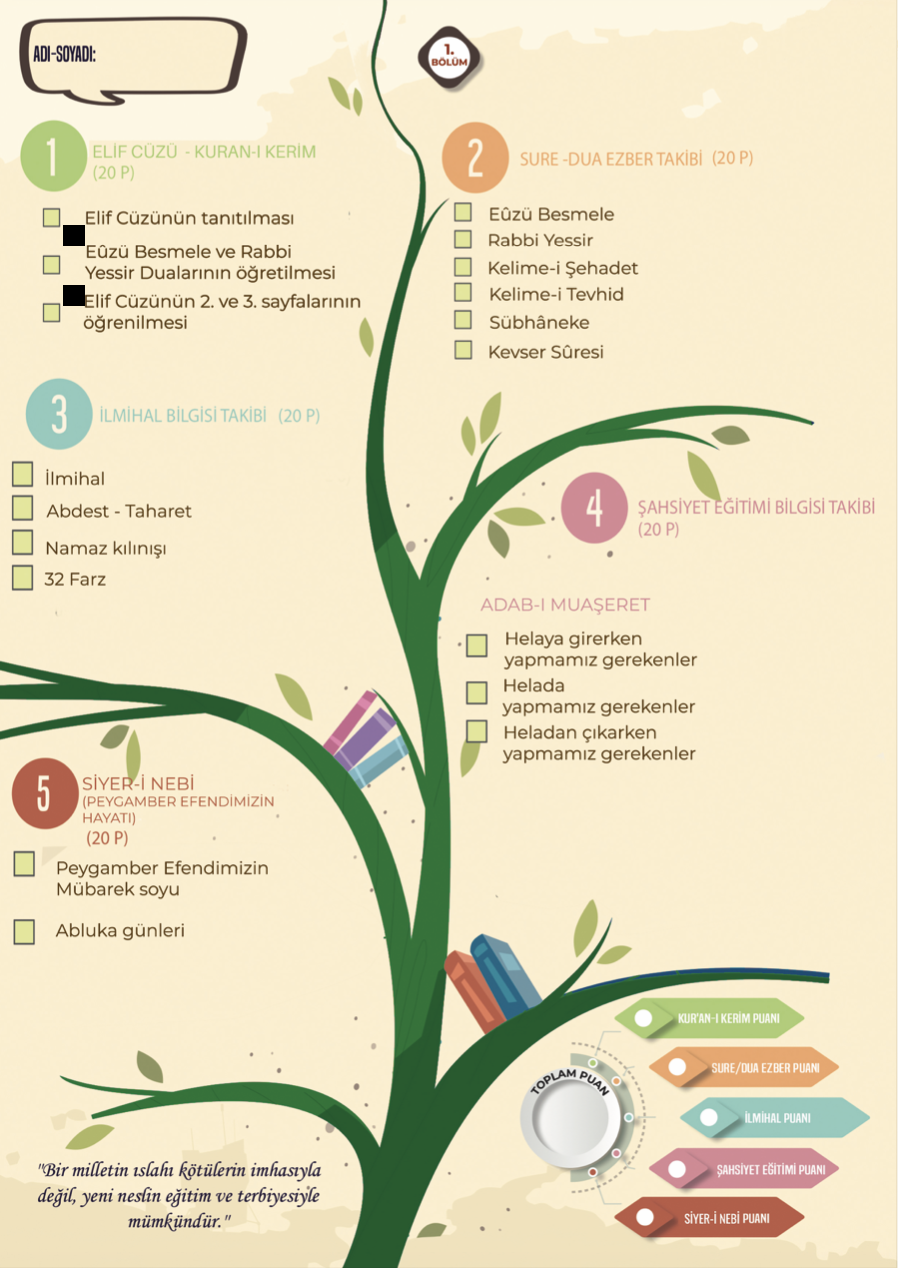 ADI-SOYADI:
1.
BÖLÜM
1
ELİF CÜZÜ - KURAN-I KERİM
(20 P)
Elif Cüzünün tanıtılması
Eûzü Besmele ve Rabbi
Yessir Dualarının öğretilmesi
Elif Cüzünün 2. ve 3. sayfalarının
öğrenilmesi
2
SURE -DUA EZBER TAKİBİ (20 P)
Eûzü Besmele
Rabbi Yessir
Kelime-i Şehadet
Kelime-i Tevhid
Sübhâneke
Kevser Sûresi
3
İLMİHAL BİLGİSİ TAKİBİ (20 P)
İlmihal
Abdest - Taharet
Namaz kılınışı
32 Farz
4
ŞAHSİYET EĞİTİMİ BİLGİSİ TAKİBİ
(20 P)
ADAB-I MUAŞERET
Helaya girerken
yapmamız gerekenler
Helada
yapmamız gerekenler
Heladan çıkarken
yapmamız gerekenler
5
SİYER-İ NEBİ
(PEYGAMBER EFENDİMİZİN
HAYATI)
(20 P)
Peygamber Efendimizin
Mübarek soyu
Abluka günleri
TOPLAM PUAN
KUR'AN-I KERİM PUANI
SURE/DUA EZBER PUANI
İLMİHAL PUANI
ŞAHSİYET EĞİTİMİ PUANI
SİYER-İ NEBİ PUANI
"Bir milletin ıslahı kötülerin imhasıyla
değil, yeni neslin eğitim ve terbiyesiyle
mümkündür."